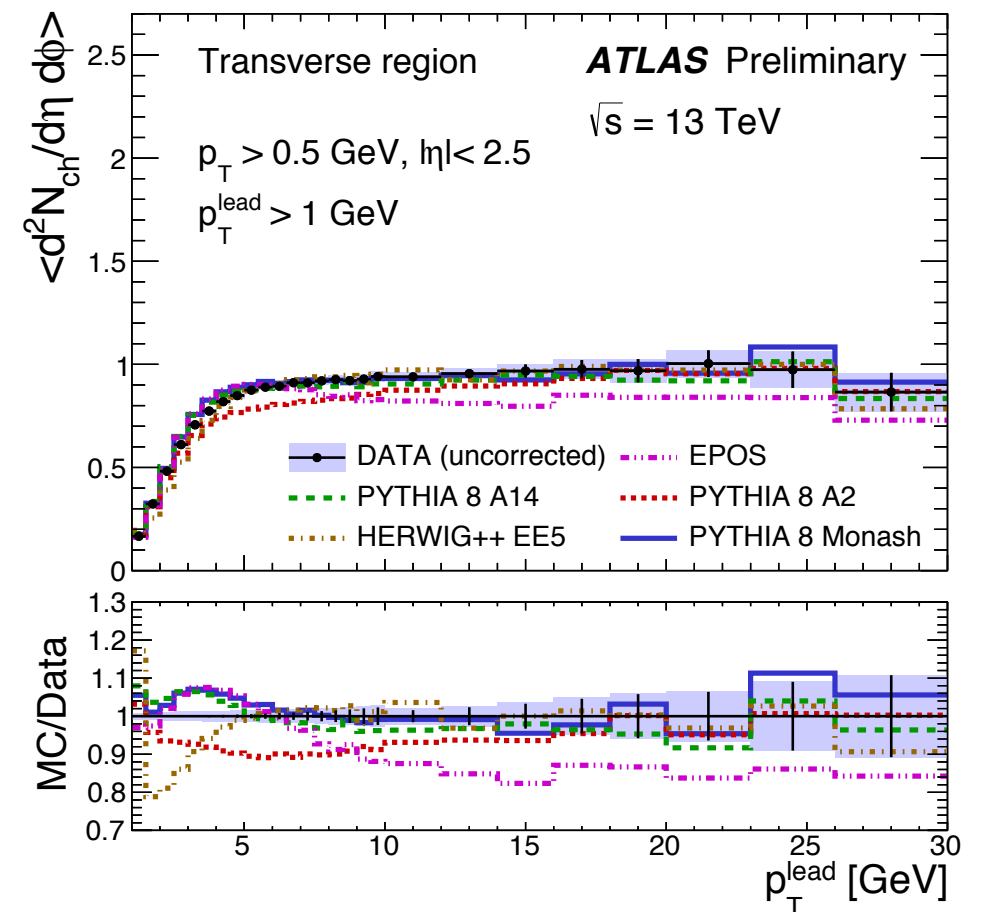 <d²N_ch/dη dϕ>
2.5
2
1.5
1
0.5
0
Transverse region
ATLAS Preliminary
√s = 13 TeV
p_T > 0.5 GeV, |η|< 2.5
p_T^lead > 1 GeV
DATA (uncorrected)
EPOS
PYTHIA 8 A14
PYTHIA 8 A2
HERWIG++ EE5
PYTHIA 8 Monash
MC/Data
1.3
1.2
1.1
1
0.9
0.8
0.7
5 10 15 20 25 30
p_T^lead [GeV]